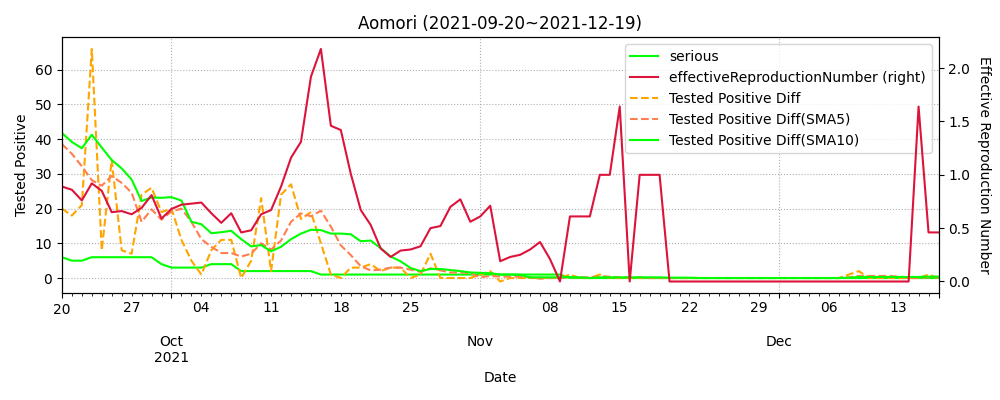 Aomori (2021-09-20~2021-12-19)
serious
effectiveReproductionNumber (right)
Tested Positive Diff
Tested Positive Diff(SMA5)
Tested Positive Diff(SMA10)
Tested Positive
60
50
40
30
20
10
0
Effective Reproduction Number
2.0
1.5
1.0
0.5
0.0
20 27 04 11 18 25 08 15 22 29 06 13
Oct Nov Dec
2021
Date